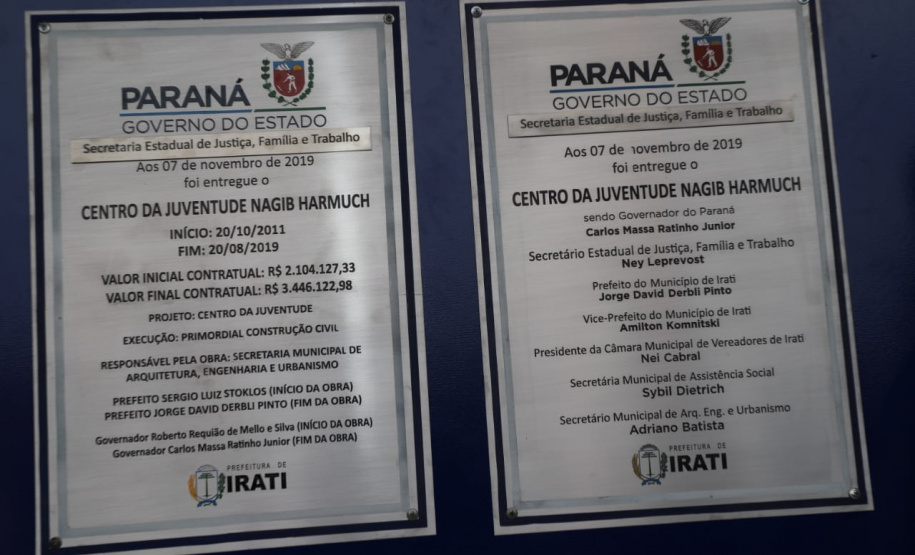 PARANÁ
GOVERNO DO ESTADO
Secretaria Estadual de Justiça, Família e Trabalho
Aos 07 de novembro de 2019
foi entregue o
CENTRO DA JUVENTUDE NAGIB HARMUCH
INÍCIO: 20/10/2011
FIM: 20/08/2019
VALOR INICIAL CONTRATUAL: R$ 2.104.127,33
VALOR FINAL CONTRATUAL: R$ 3.446.122,98
PROJETO: CENTRO DA JUVENTUDE
EXECUÇÃO: PRIMORDIAL CONSTRUÇÃO CIVIL
RESPONSÁVEL PELA OBRA: SECRETARIA MUNICIPAL DE
ARQUITETURA, ENGENHARIA E URBANISMO
PREFEITO SERGIO LUIZ STOKLOS (INÍCIO DA OBRA)
PREFEITO JORGE DAVID DERBLI PINTO (FIM DA OBRA)
Governador Roberto Requião de Mello e Silva (INÍCIO DA OBRA)
Governador Carlos Massa Ratinho Junior (FIM DA OBRA)
PREFEITURA DE
IRATI
PARANÁ
GOVERNO DO ESTADO
Secretaria Estadual de Justiça, Família e Trabalho
Aos 07 de novembro de 2019
foi entregue o
CENTRO DA JUVENTUDE NAGIB HARMUCH
sendo Governador do Paraná
Carlos Massa Ratinho Junior
Secretário Estadual de Justiça, Família e Trabalho
Ney Leprevost
Prefeito do Município de Irati
Jorge David Derbli Pinto
Vice-Prefeito do Município de Irati
Amilton Komnitski
Presidente da Câmara Municipal de Vereadores de Irati
Nei Cabral
Secretária Municipal de Assistência Social
Sybil Dietrich
Secretário Municipal de Arq. Eng. e Urbanismo
Adriano Batista
PREFEITURA DE
IRATI